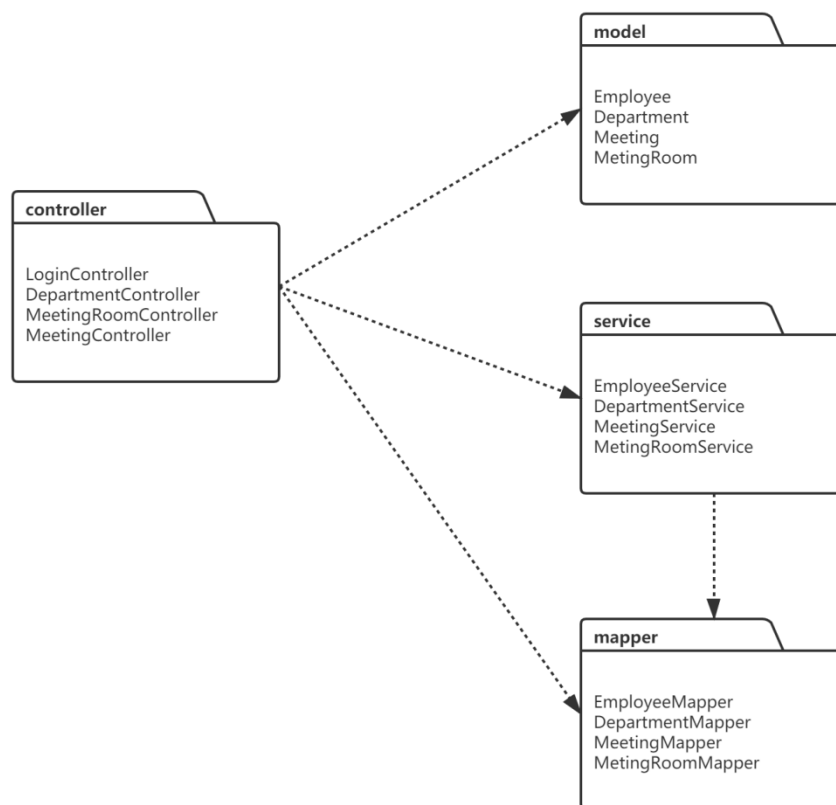 model
Employee
Department
Meeting
MetingRoom
controller
LoginController
DepartmentController
MeetingRoomController
MeetingController
service
EmployeeService
DepartmentService
MeetingService
MetingRoomService
mapper
EmployeeMapper
DepartmentMapper
MeetingMapper
MetingRoomMapper